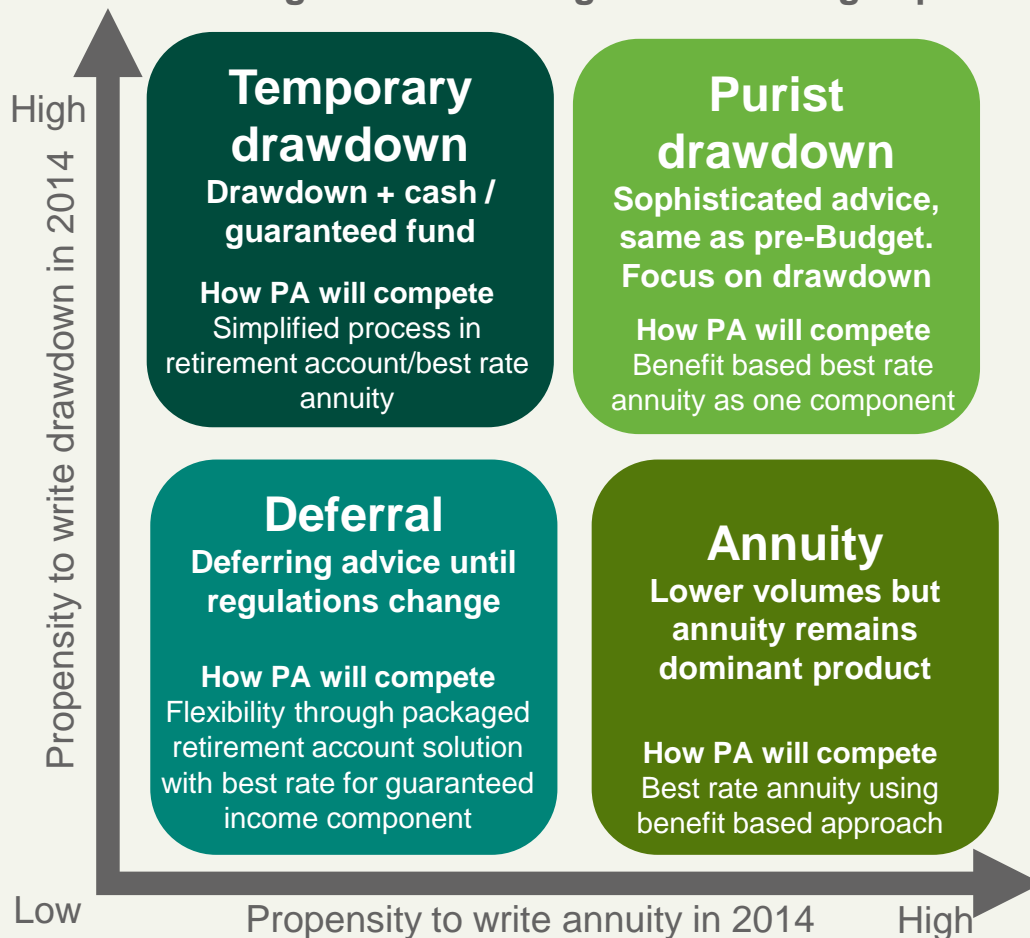 High
Propensity to write drawdown in 2014
Temporary
drawdown
Drawdown + cash /
guaranteed fund
How PA will compete
Simplified process in
retirement account/best rate
annuity
Purist
drawdown
Sophisticated advice,
same as pre-Budget.
Focus on drawdown
How PA will compete
Benefit based best rate
annuity as one component
Deferral
Deferring advice until
regulations change
How PA will compete
Flexibility through packaged
retirement account solution
with best rate for guaranteed
income component
Annuity
Lower volumes but
annuity remains
dominant product
How PA will compete
Best rate annuity using
benefit based approach
Low
Propensity to write annuity in 2014
High